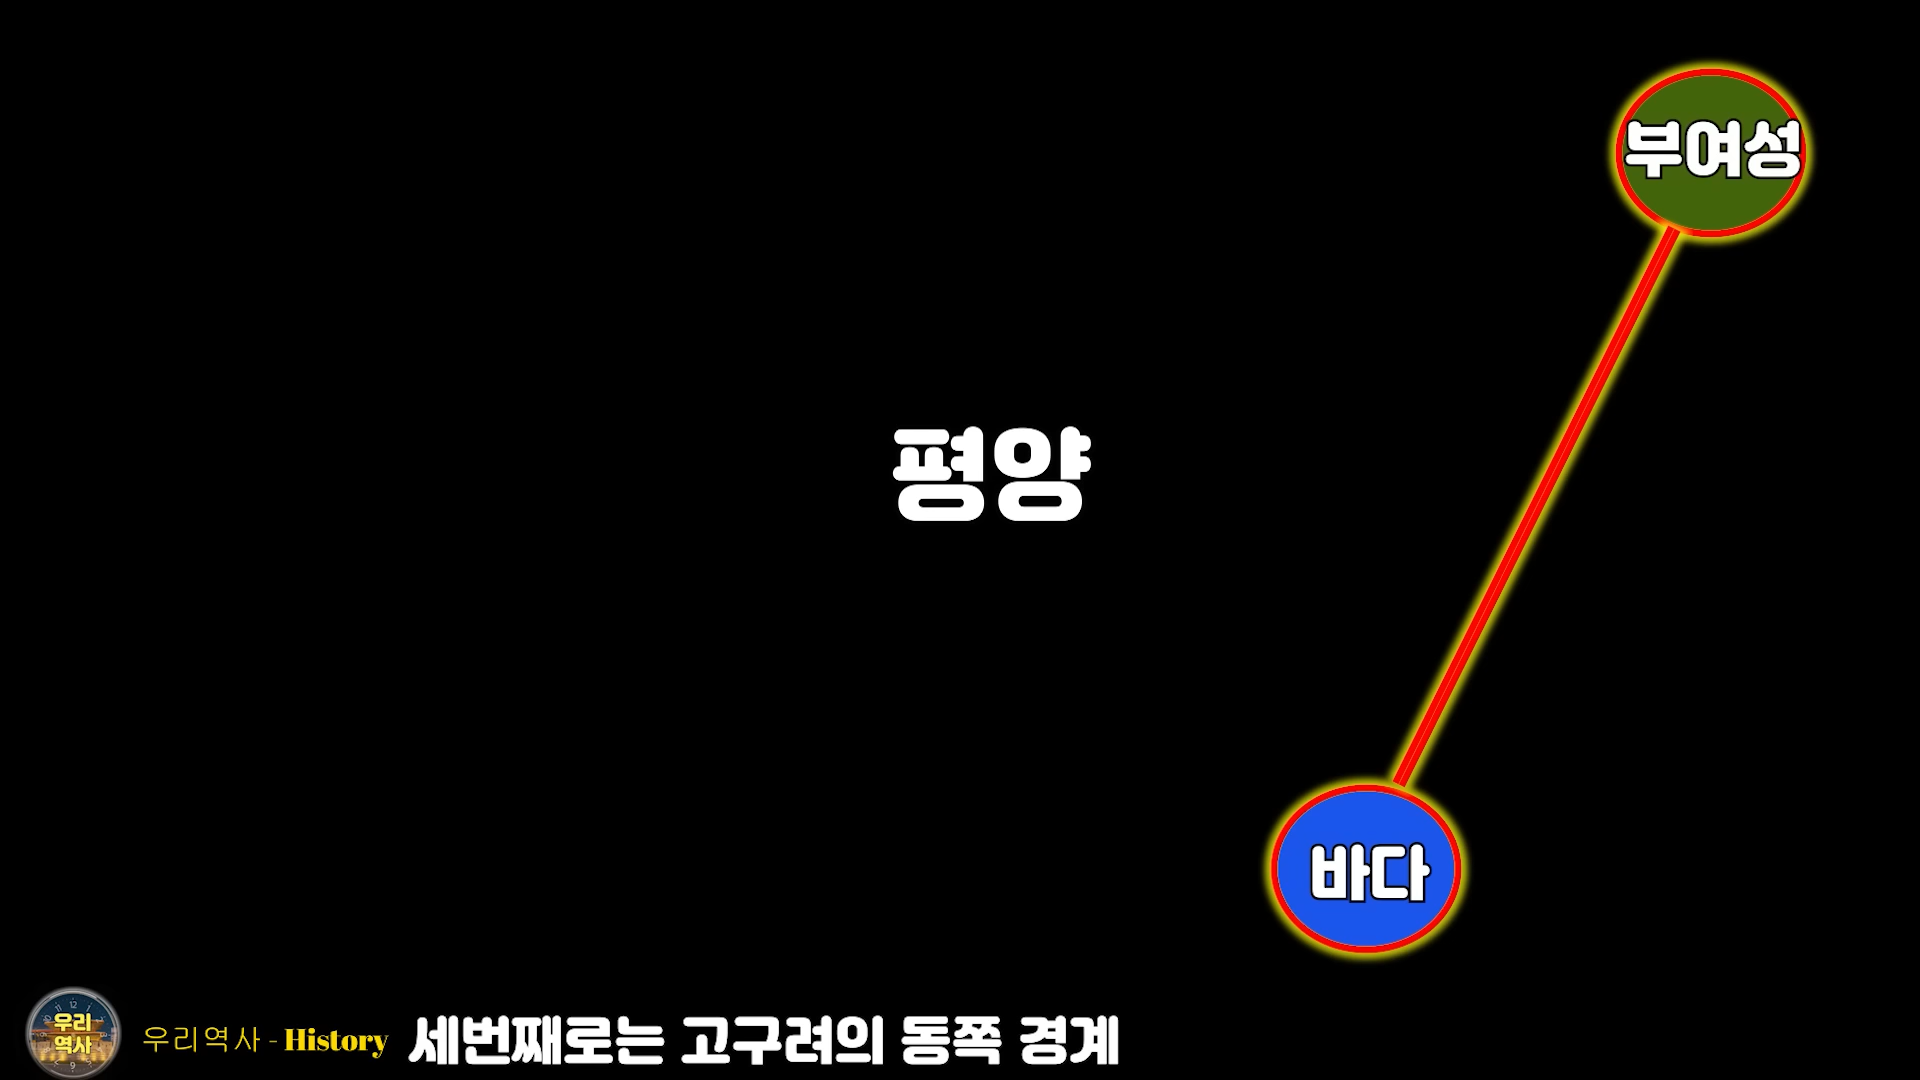 부여성
평양
바다
우리
역사
우리역사 - History
세번째로는 고구려의 동쪽 경계